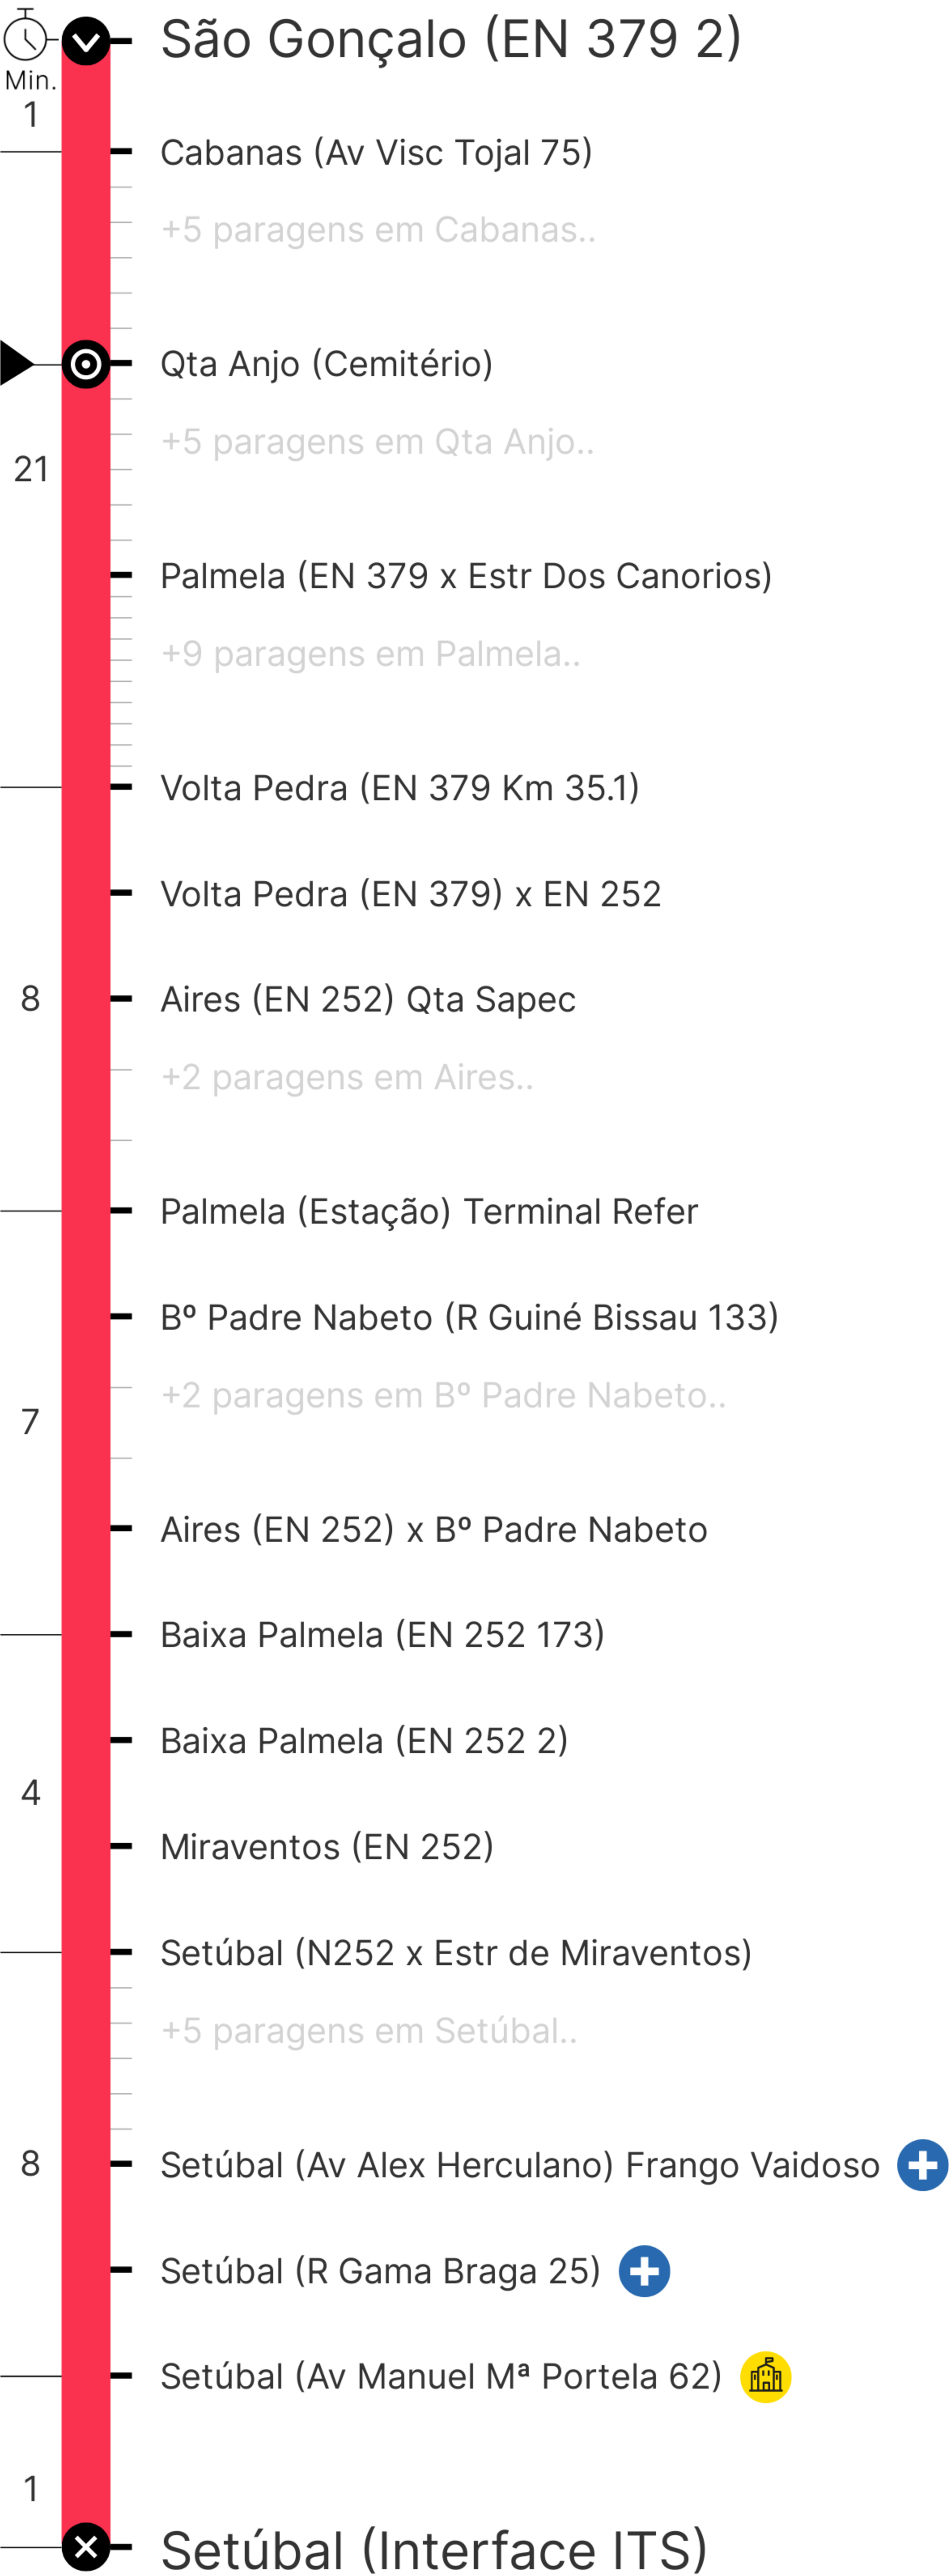 São Gonçalo (EN 379 2)
Min.
1
Cabanas (Av Visc Tojal 75)
+5 paragens em Cabanas..
Qta Anjo (Cemitério)
+5 paragens em Qta Anjo..
21
Palmela (EN 379 x Estr Dos Canorios)
+9 paragens em Palmela..
Volta Pedra (EN 379 Km 35.1)
Volta Pedra (EN 379) x EN 252
8
Aires (EN 252) Qta Sapec
+2 paragens em Aires..
Palmela (Estação) Terminal Refer
Bº Padre Nabeto (R Guiné Bissau 133)
+2 paragens em Bº Padre Nabeto..
7
Aires (EN 252) x Bº Padre Nabeto
Baixa Palmela (EN 252 173)
Baixa Palmela (EN 252 2)
4
Miraventos (EN 252)
Setúbal (N252 x Estr de Miraventos)
+5 paragens em Setúbal..
8
Setúbal (Av Alex Herculano) Frango Vaidoso
Setúbal (R Gama Braga 25)
Setúbal (Av Manuel Mª Portela 62)
1
Setúbal (Interface ITS)